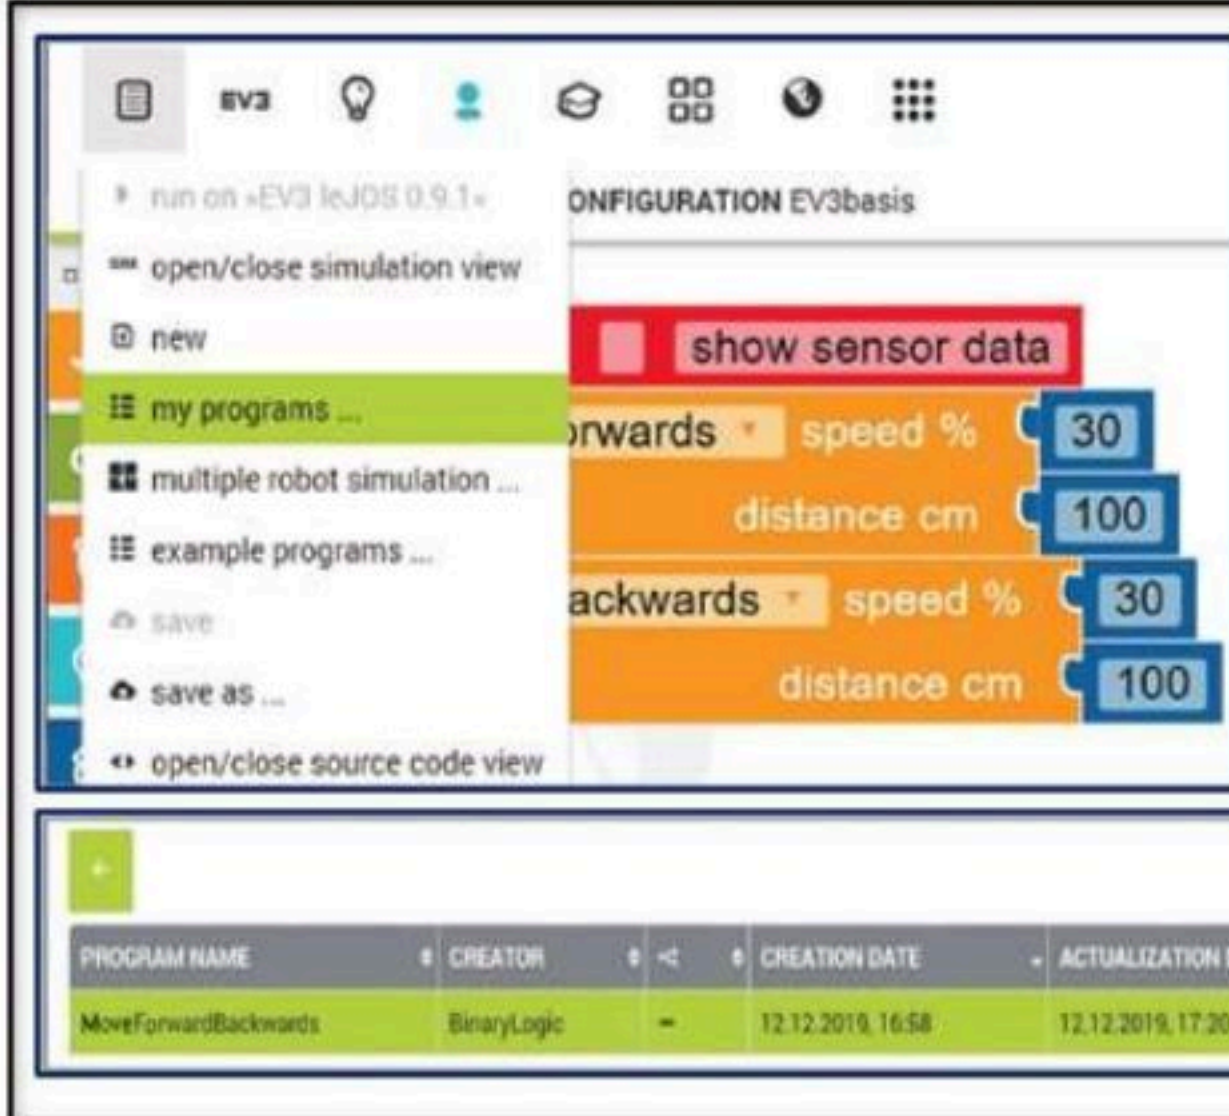 EV3
run on »EV3 leJOS 0.9.1«
ONFIGURATION EV3basis
open/close simulation view
new
show sensor data
my programs ...
orwards speed % 30
multiple robot simulation ...
distance cm 100
example programs ...
ackwards speed % 30
save
save as ...
distance cm 100
open/close source code view
PROGRAM NAME CREATOR CREATION DATE ACTUALIZATION
MoveForwardBackwards BinaryLogic – 12.12.2019, 16:58 12.12.2019, 17:20